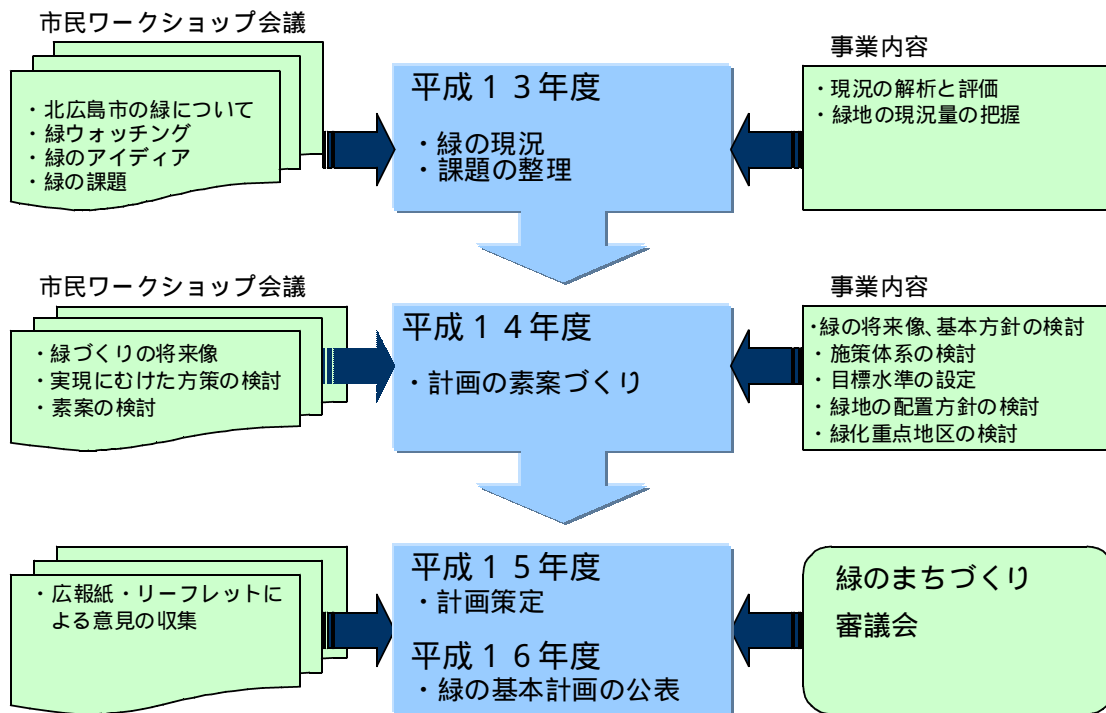 市民ワークショップ会議
・北広島市の緑について
・緑ウォッチング
・緑のアイディア
・緑の課題
平成１３年度
・緑の現況
・課題の整理
事業内容
・現況の解析と評価
・緑地の現況量の把握
市民ワークショップ会議
・緑づくりの将来像
・実現にむけた方策の検討
・素案の検討
平成１４年度
・計画の素案づくり
事業内容
・緑の将来像、基本方針の検討
・施策体系の検討
・目標水準の設定
・緑地の配置方針の検討
・緑化重点地区の検討
・広報紙・リーフレットに
よる意見の収集
平成１５年度
・計画策定
平成１６年度
・緑の基本計画の公表
緑のまちづくり
審議会